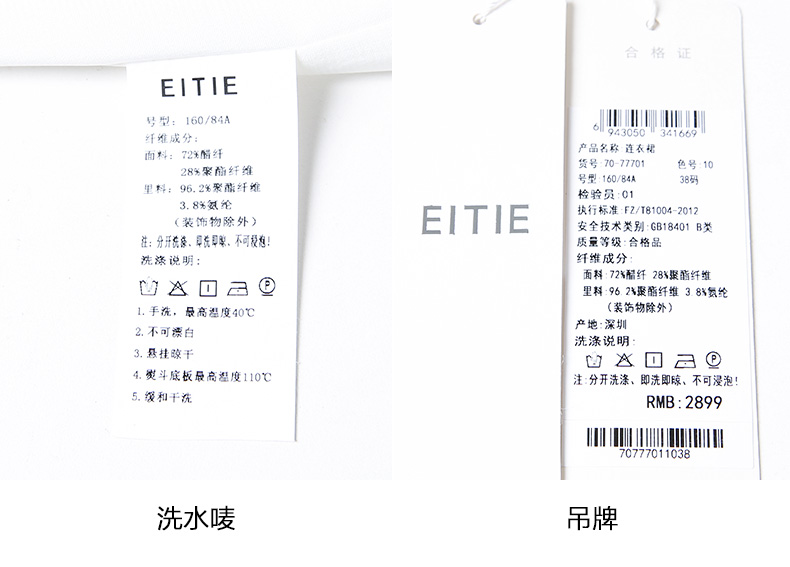 EITIE
号型: 160/84A
纤维成分:
面料: 72%醋纤
28%聚酯纤维
里料: 96.2%聚酯纤维
3.8%氨纶
(装饰物除外)
注: 分开洗涤、即洗即晾、不可浸泡!
洗涤说明:
P
1.手洗, 最高温度40℃
2.不可漂白
3.悬挂晾干
4.熨斗底板最高温度110℃
5.缓和干洗
洗水唛
EITIE
合格证
6 943050 341669
产品名称 连衣裙
货号: 70-77701 色号: 10
号型: 160/84A 38码
检验员: 01
执行标准: FZ/T81004-2012
安全技术类别: GB18401 B类
质量等级: 合格品
纤维成分:
面料: 72%醋纤 28%聚酯纤维
里料: 96.2%聚酯纤维 3.8%氨纶
(装饰物除外)
产地: 深圳
洗涤说明:
P
注: 分开洗涤、即洗即晾、不可浸泡!
RMB: 2899
70777011038
吊牌